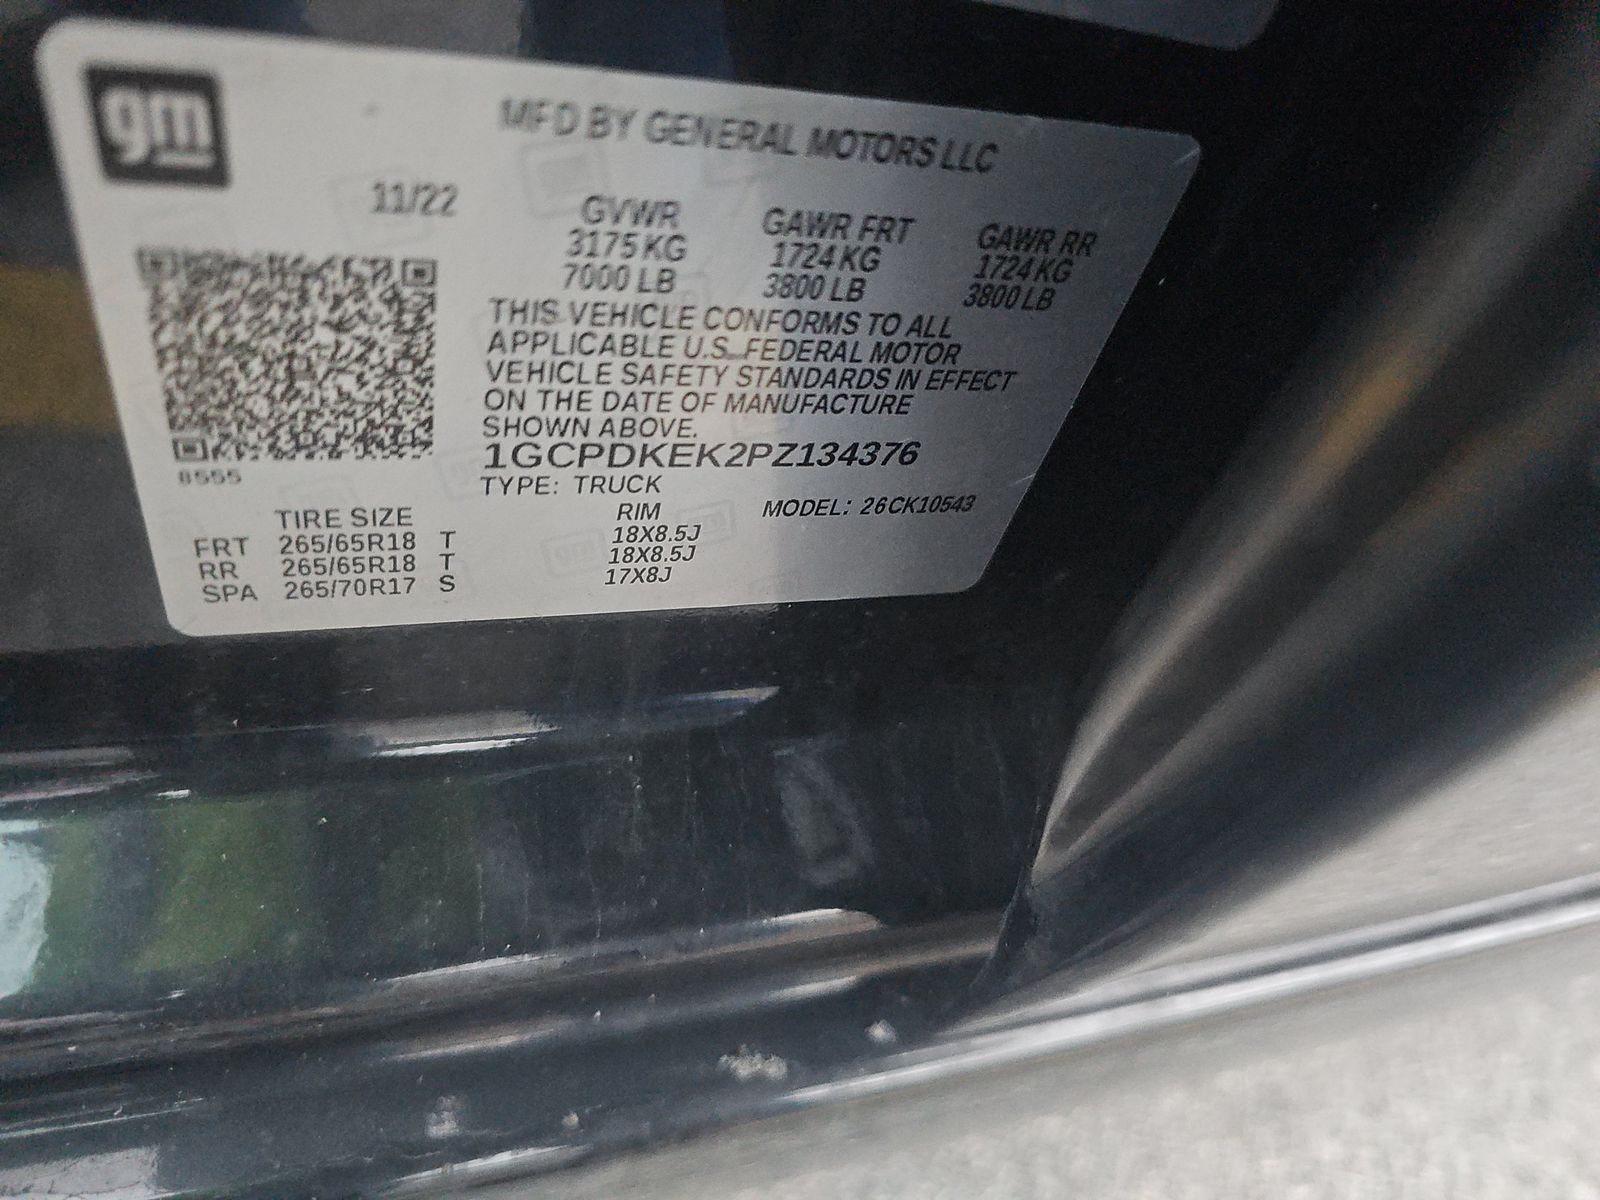 gm
MFD BY GENERAL MOTORS LLC
11/22
GVWR GAWR FRT GAWR RR
3175 KG 1724 KG 1724 KG
7000 LB 3800 LB 3800 LB
THIS VEHICLE CONFORMS TO ALL
APPLICABLE U.S. FEDERAL MOTOR
VEHICLE SAFETY STANDARDS IN EFFECT
ON THE DATE OF MANUFACTURE
SHOWN ABOVE.
1GCPDKEK2PZ134376
8555
TYPE: TRUCK
MODEL: 26CK10543
TIRE SIZE RIM
FRT 265/65R18 T 18X8.5J
RR 265/65R18 T 18X8.5J
SPA 265/70R17 S 17X8J